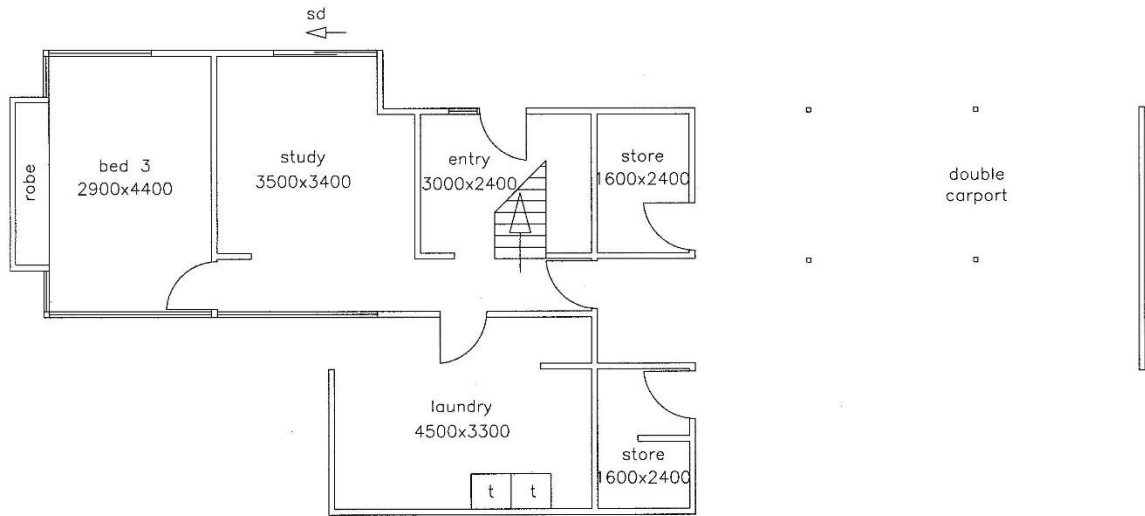 sd
bed 3
2900x4400
robe
study
3500x3400
entry
3000x2400
store
1600x2400
double
carport
laundry
4500x3300
store
1600x2400
t
t